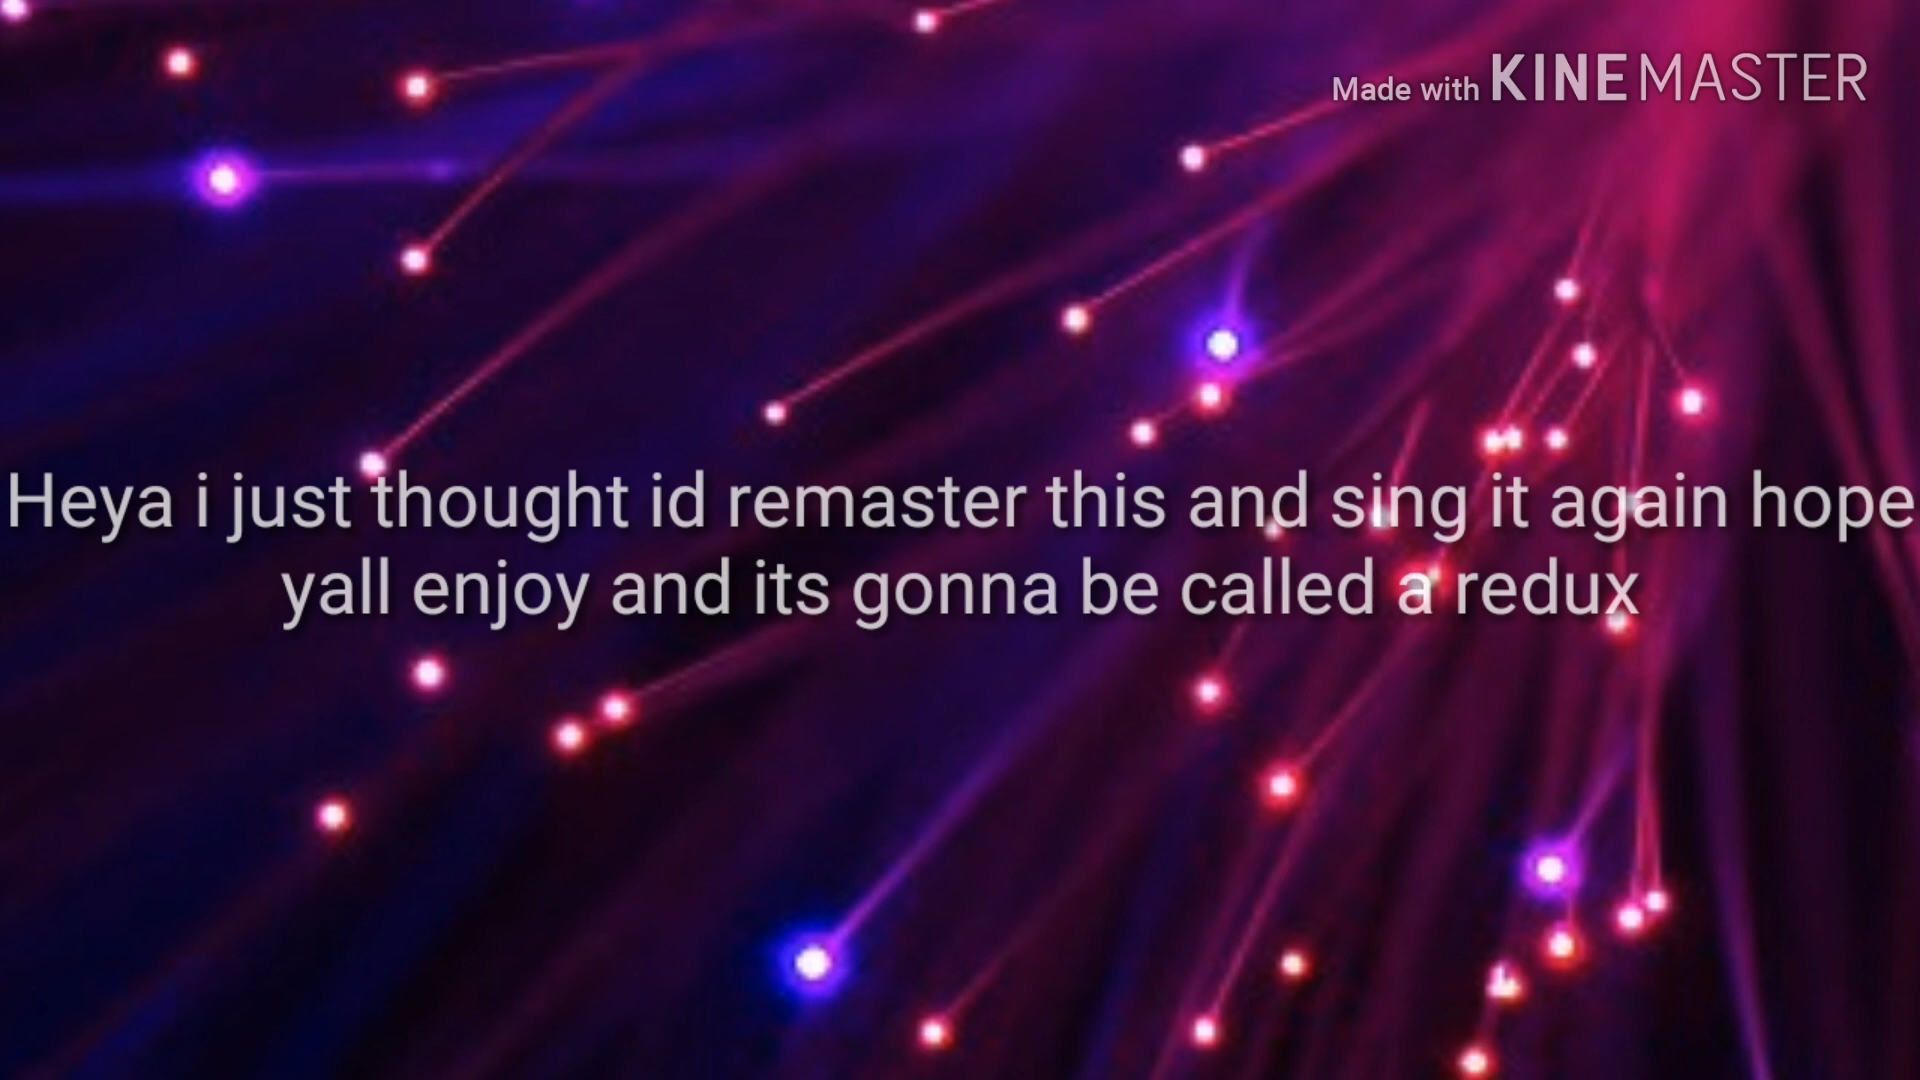 Made with KINEMASTER
Heya i just thought id remaster this and sing it again hope
yall enjoy and its gonna be called a redux